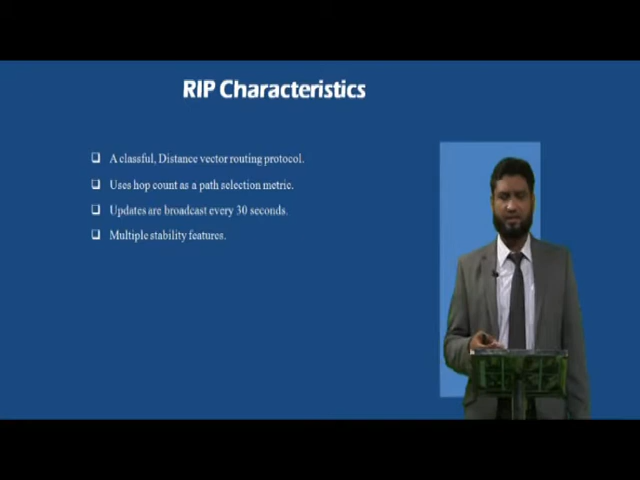 RIP Characteristics
❑ A classful, Distance vector routing protocol.
❑ Uses hop count as a path selection metric.
❑ Updates are broadcast every 30 seconds.
❑ Multiple stability features.